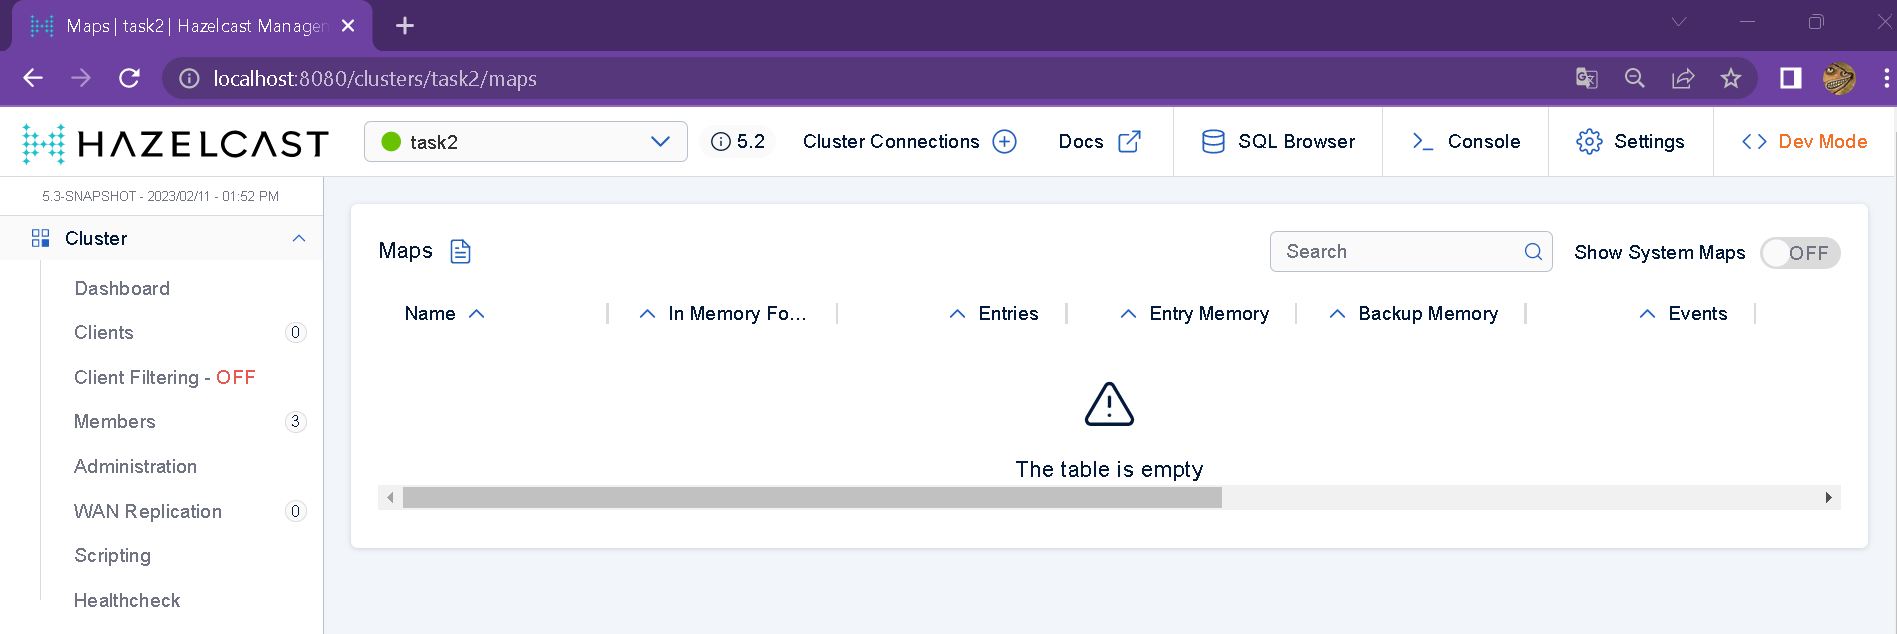 Maps | task2 | Hazelcast Managen
localhost:8080/clusters/task2/maps
HAZELCAST
task2
5.2
Cluster Connections
Docs
SQL Browser
Console
Settings
Dev Mode
5.3-SNAPSHOT - 2023/02/11 - 01:52 PM
Cluster
Dashboard
Clients 0
Client Filtering - OFF
Members 3
Administration
WAN Replication 0
Scripting
Healthcheck
Maps
Search
Show System Maps OFF
Name In Memory Fo... Entries Entry Memory Backup Memory Events
The table is empty